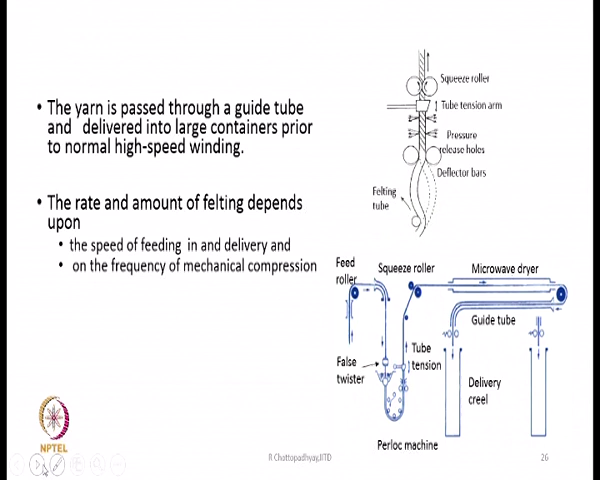 • The yarn is passed through a guide tube
and delivered into large containers prior
to normal high-speed winding.
• The rate and amount of felting depends
upon
• the speed of feeding in and delivery and
• on the frequency of mechanical compression
Squeeze roller
Tube tension arm
Pressure
release holes
Deflector bars
Felting
tube
Feed
roller
Squeeze roller
Microwave dryer
Guide tube
False
twister
Tube
tension
Delivery
creel
Perloc machine
NPTEL
R Chottopadhyay,IITD
26